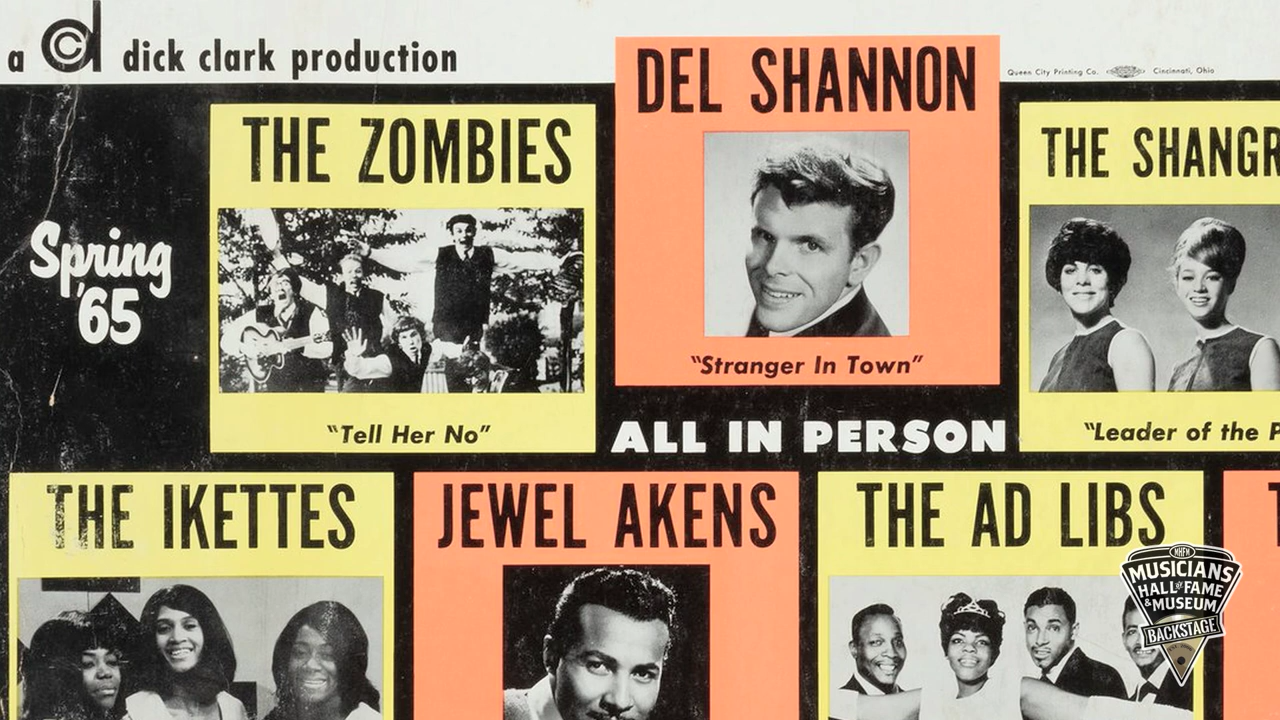 a dick clark production
DEL SHANNON
Queen City Printing Co. Cincinnati, Ohio
THE ZOMBIES
THE SHANGR
Spring
'65
"Stranger In Town"
"Tell Her No"
ALL IN PERSON
"Leader of the P
THE IKETTES
JEWEL AKENS
THE AD LIBS
T
MHFM
MUSICIANS
HALL of FAME
& MUSEUM
BACKSTAGE